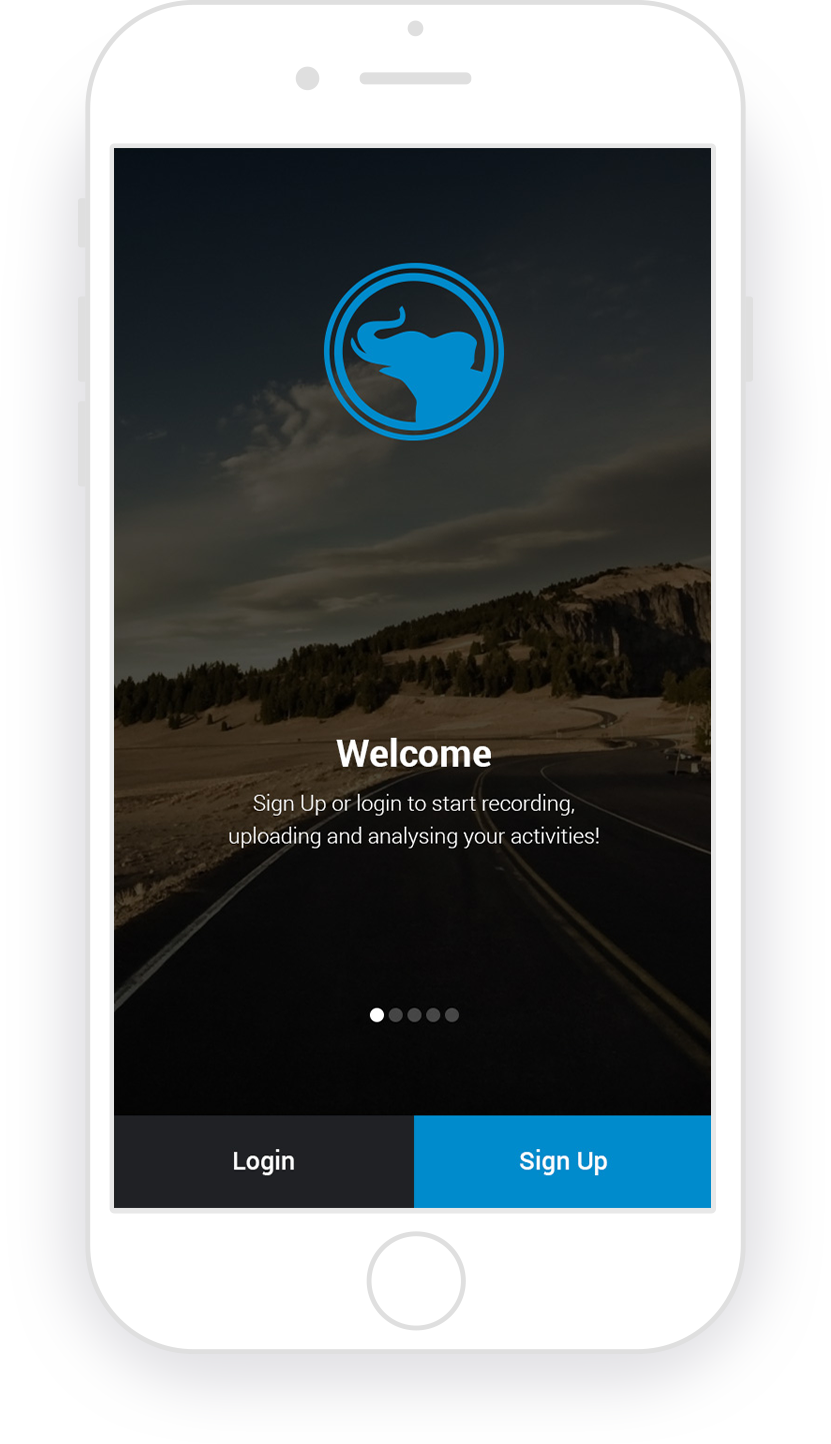 Welcome
Sign Up or login to start recording,
uploading and analysing your activities!
Login
Sign Up